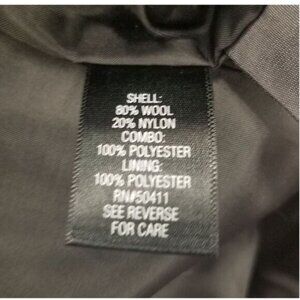 SHELL:
80% WOOL
20% NYLON
COMBO:
100% POLYESTER
LINING:
100% POLYESTER
RN#50411
SEE REVERSE
FOR CARE